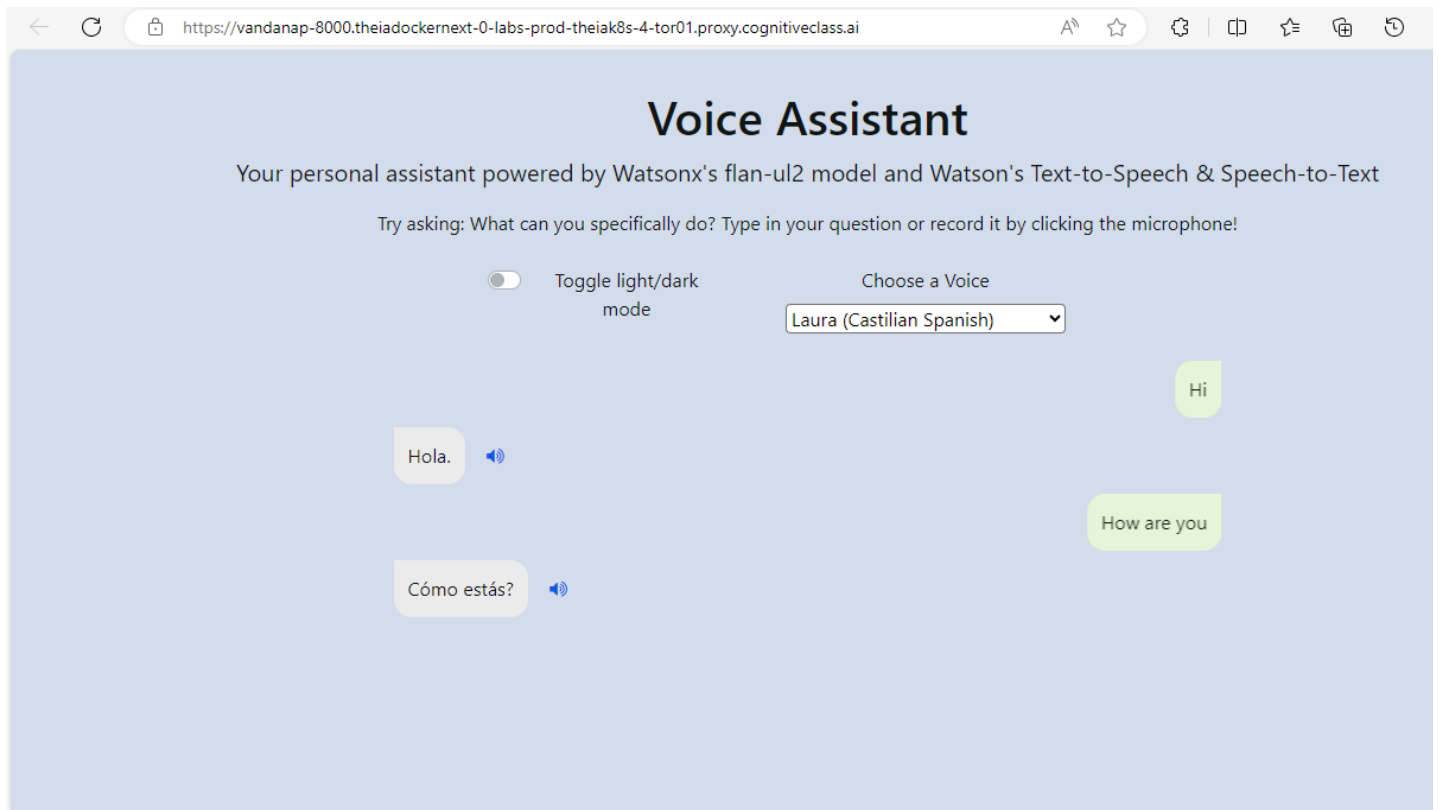 https://vandanap-8000.theiadockernext-0-labs-prod-theiak8s-4-tor01.proxy.cognitiveclass.ai
Voice Assistant
Your personal assistant powered by Watsonx's flan-ul2 model and Watson's Text-to-Speech & Speech-to-Text
Try asking: What can you specifically do? Type in your question or record it by clicking the microphone!
Toggle light/dark
mode
Choose a Voice
Laura (Castilian Spanish)
Hi
Hola.
How are you
Cómo estás?